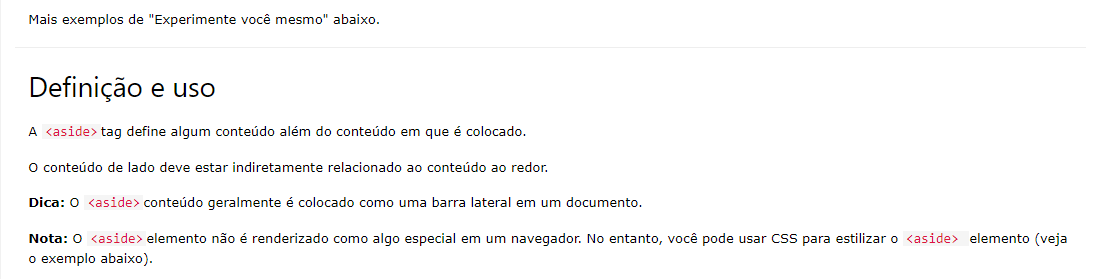 Mais exemplos de "Experimente você mesmo" abaixo.
Definição e uso
A <aside> tag define algum conteúdo além do conteúdo em que é colocado.
O conteúdo de lado deve estar indiretamente relacionado ao conteúdo ao redor.
Dica: O <aside> conteúdo geralmente é colocado como uma barra lateral em um documento.
Nota: O <aside> elemento não é renderizado como algo especial em um navegador. No entanto, você pode usar CSS para estilizar o <aside> elemento (veja
o exemplo abaixo).